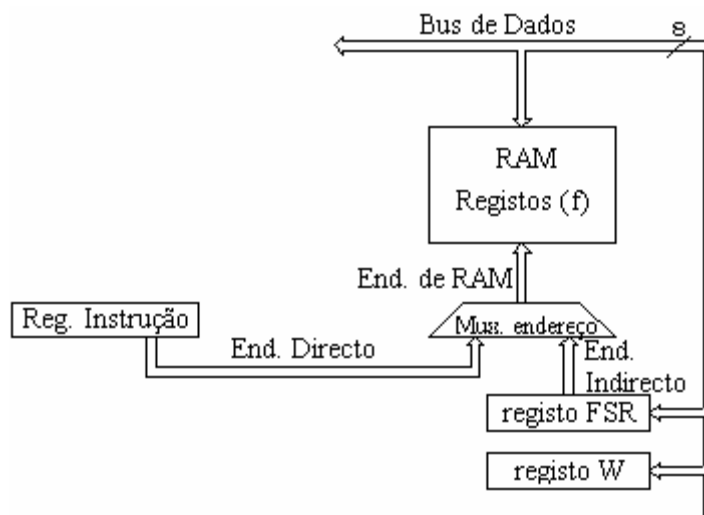 Bus de Dados
8
RAM
Registos (f)
End. de RAM
Reg. Instrução
Mux. endereço
End. Directo
End.
Indirecto
registo FSR
registo W